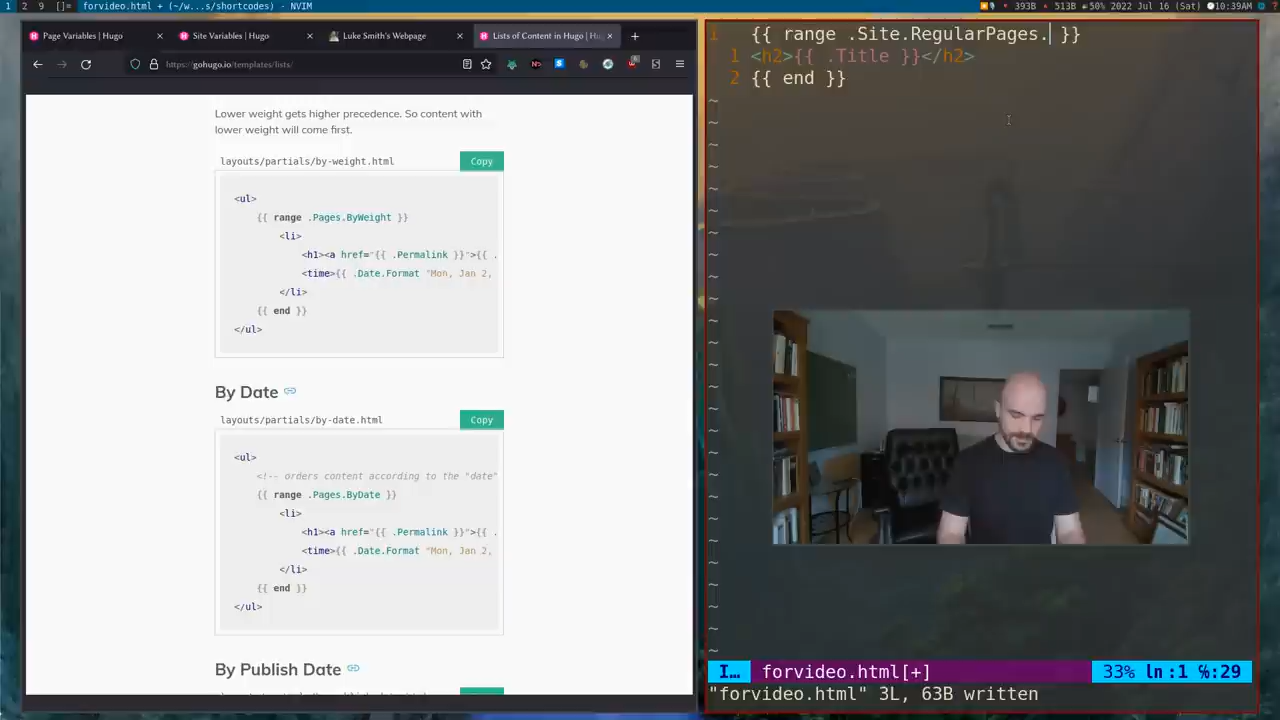 1 2 9 []= forvideo.html + (~/w...s/shortcodes) - NVIM
393B 513B 50% 2022 Jul 16 (Sat) 10:39AM
Page Variables | Hugo
Site Variables | Hugo
Luke Smith's Webpage
Lists of Content in Hugo | Hu
https://gohugo.io/templates/lists/
Lower weight gets higher precedence. So content with
lower weight will come first.
layouts/partials/by-weight.html
Copy
<ul>
{{ range .Pages.ByWeight }}
<li>
<h1><a href="{{ .Permalink }}">{{ .
<time>{{ .Date.Format "Mon, Jan 2,
</li>
{{ end }}
</ul>
By Date
layouts/partials/by-date.html
Copy
<ul>
<!-- orders content according to the "date"
{{ range .Pages.ByDate }}
<li>
<h1><a href="{{ .Permalink }}">{{ .
<time>{{ .Date.Format "Mon, Jan 2,
</li>
{{ end }}
</ul>
By Publish Date
1 {{ range .Site.RegularPages. }}
1 <h2>{{ .Title }}</h2>
2 {{ end }}
I… forvideo.html[+] 33% ln:1 ℅:29
"forvideo.html" 3L, 63B written